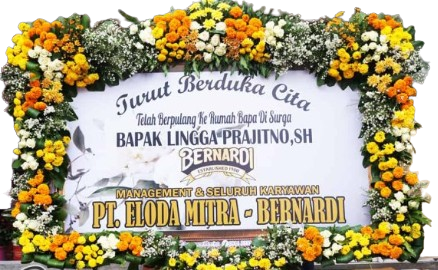 Turut Berduka Cita
Telah Berpulang Ke Rumah Bapa Di Surga
BAPAK LINGGA PRAJITNO,SH
BERNARDI
ESTABLISHED
MANAGEMENT & SELURUH KARYAWAN
PT. ELODA MITRA - BERNARDI